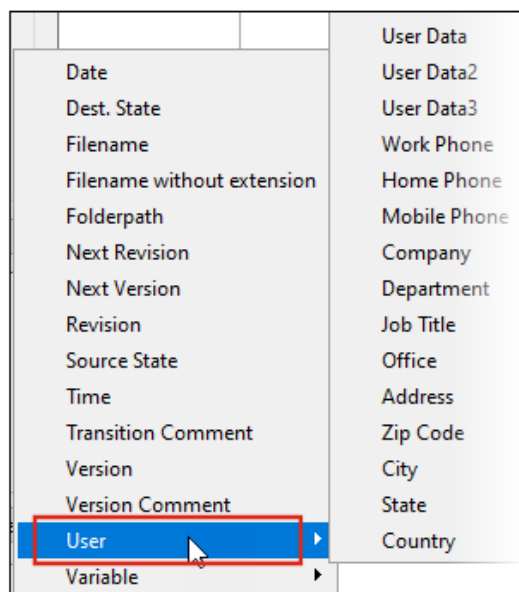 Date
Dest. State
Filename
Filename without extension
Folderpath
Next Revision
Next Version
Revision
Source State
Time
Transition Comment
Version
Version Comment
User
Variable
User Data
User Data2
User Data3
Work Phone
Home Phone
Mobile Phone
Company
Department
Job Title
Office
Address
Zip Code
City
State
Country